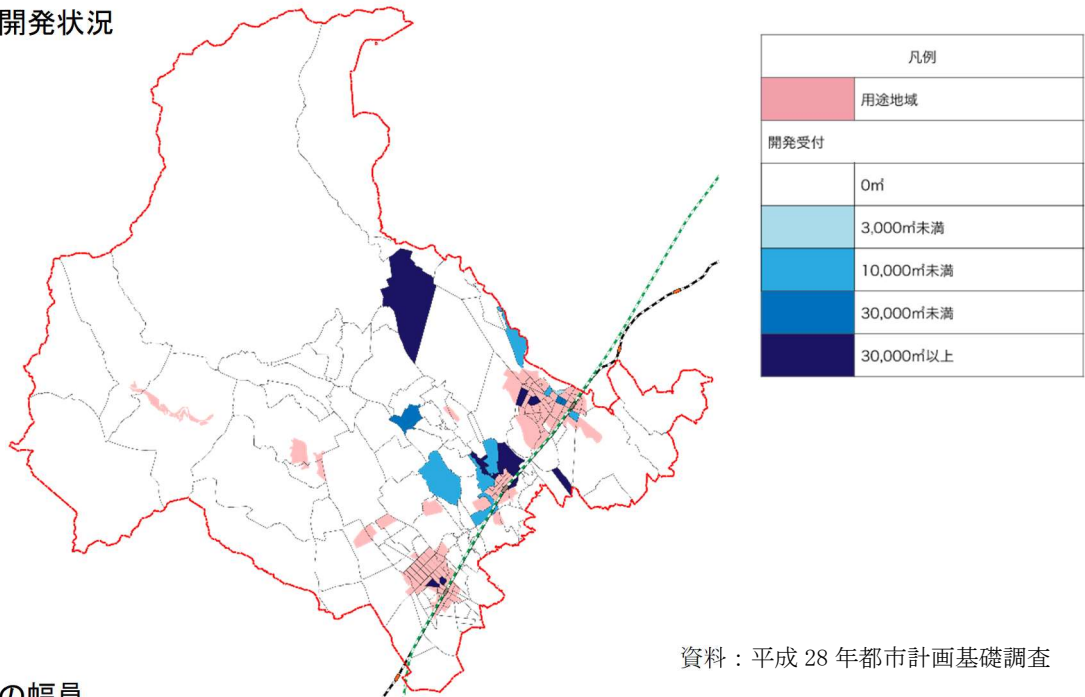 開発状況
凡例
用途地域
開発受付
0㎡
3,000㎡未満
10,000㎡未満
30,000㎡未満
30,000㎡以上
資料：平成 28 年都市計画基礎調査
の幅員